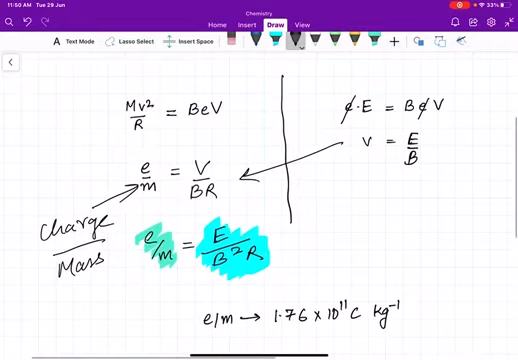 11:50 AM Tue 29 Jun
33%
Chemistry
Home Insert Draw View
Text Mode Lasso Select Insert Space
Mv²/R = BeV
e/m = V/BR
Charge/Mass
e/m = E/B²R
e·E = BeV
v = E/B
e/m → 1.76 × 10¹¹ C kg⁻¹